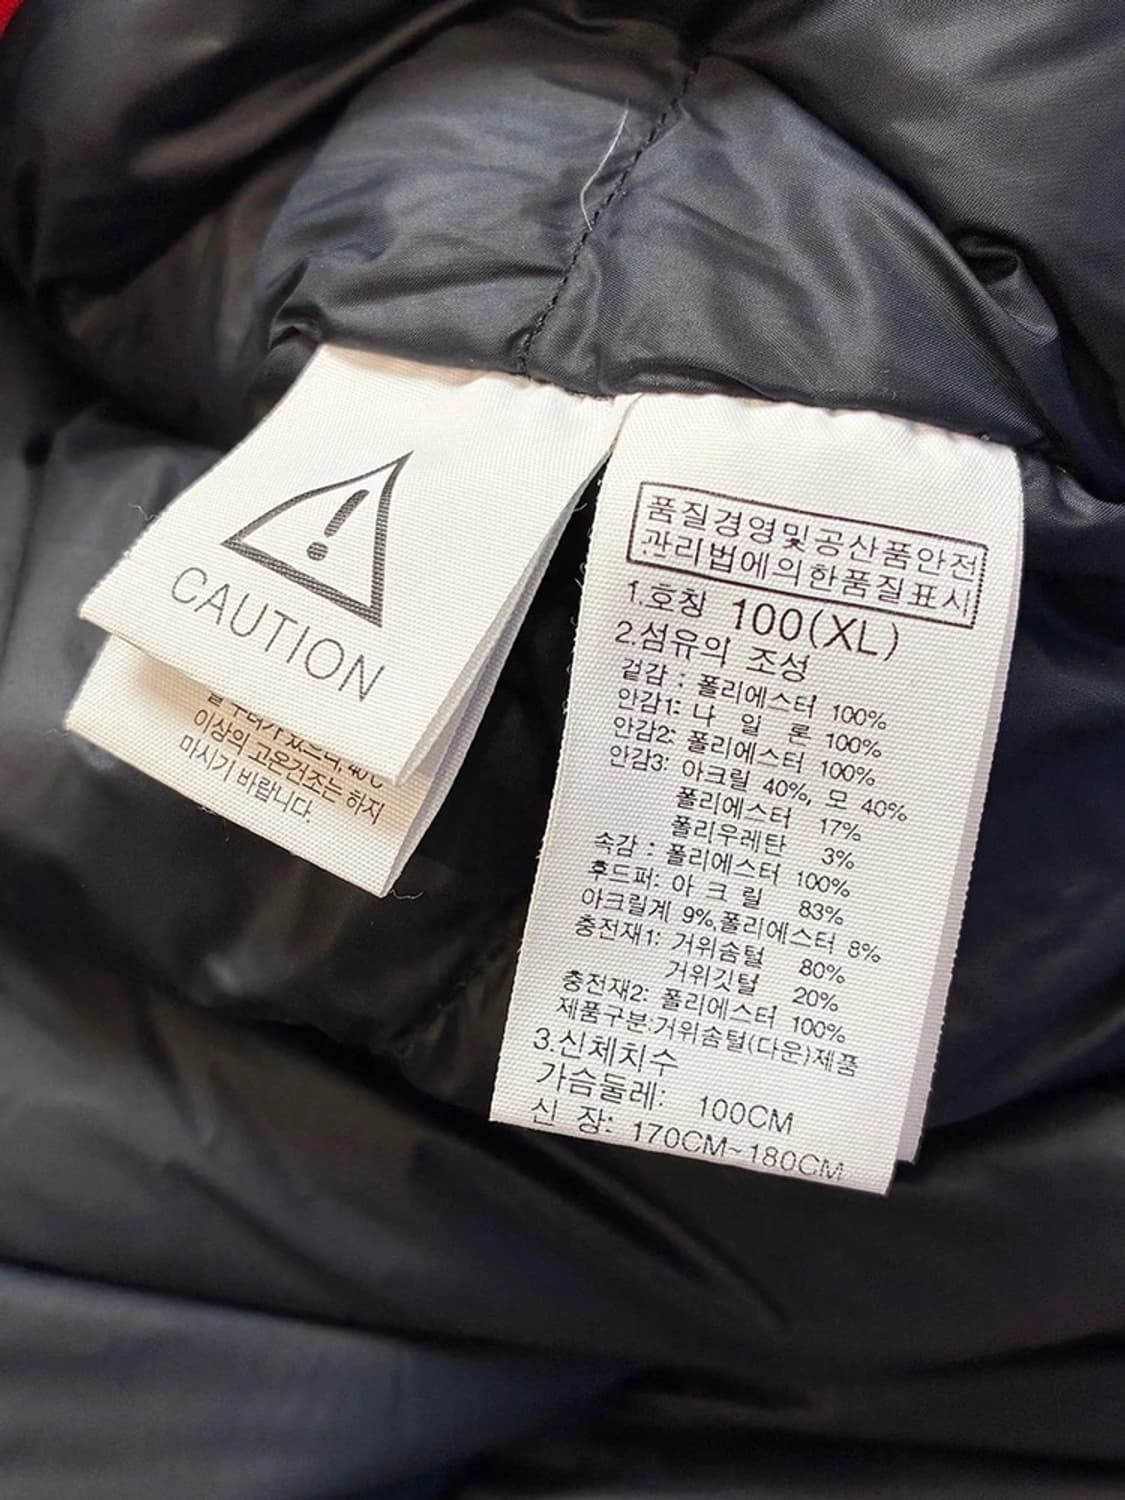 CAUTION
이상의 고온건조는 하지
마시기 바랍니다.
품질경영및공산품안전
관리법에의한품질표시
1.호칭 100(XL)
2.섬유의 조성
겉감 : 폴리에스터 100%
안감1: 나 일 론 100%
안감2: 폴리에스터 100%
안감3: 아크릴 40%, 모 40%
폴리에스터 17%
폴리우레탄 3%
속감 : 폴리에스터 100%
후드퍼: 아 크 릴 83%
아크릴계 9%,폴리에스터 8%
충전재1: 거위솜털 80%
거위깃털 20%
충전재2: 폴리에스터 100%
제품구분:거위솜털(다운)제품
3.신체치수
가슴둘레: 100CM
신 장: 170CM~180CM